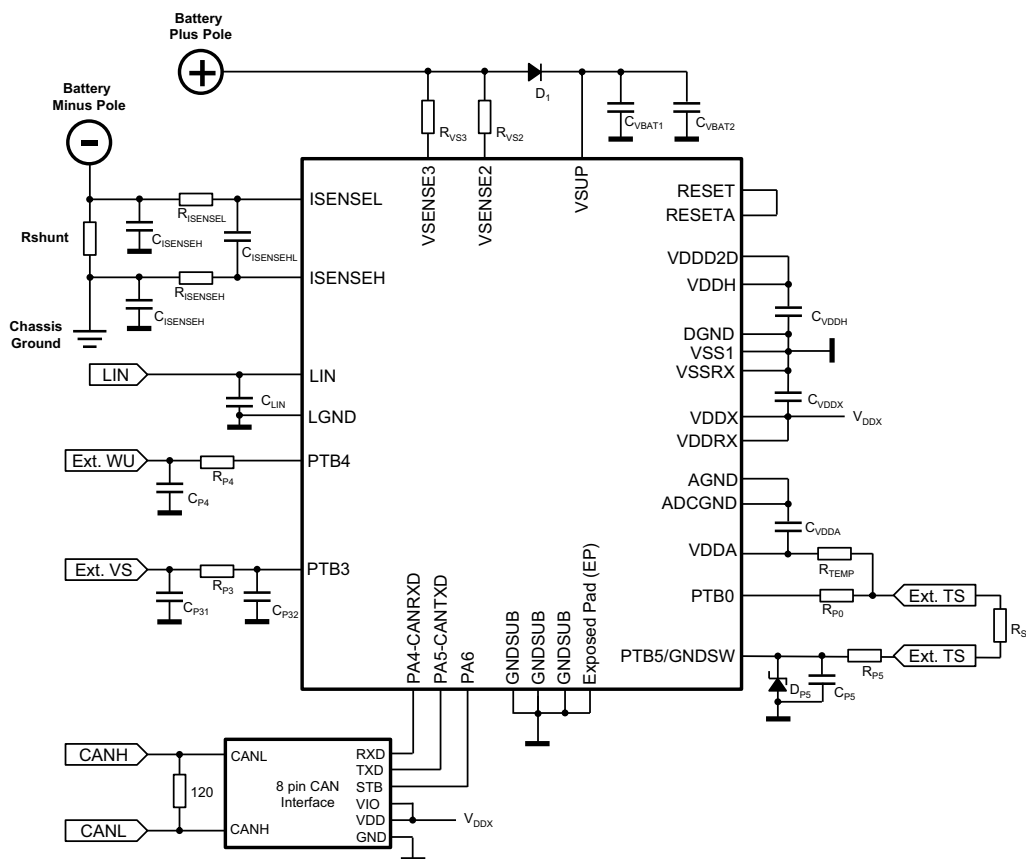 Battery
Plus Pole
+
Battery
Minus Pole
-
D1
CVBAT1
CVBAT2
RVS3
RVS2
VSENSE3
VSENSE2
VSUP
ISENSEL
RISENSEL
Rshunt
CISENSEH
CISENSEHL
ISENSEH
RISENSEH
CISENSEH
Chassis
Ground
LIN
LIN
CLIN
LGND
Ext. WU
RP4
PTB4
CP4
Ext. VS
RP3
PTB3
CP31
CP32
RESET
RESETA
VDDD2D
VDDH
CVDDH
DGND
VSS1
VSSRX
CVDDX
VDDX
VDDX
VDDRX
AGND
ADCGND
CVDDA
VDDA
RTEMP
PTB0
RP0
Ext. TS
RS
PTB5/GNDSW
RP5
Ext. TS
DP5
CP5
PA4-CANRXD
PA5-CANTXD
PA6
GNDSUB
GNDSUB
GNDSUB
Exposed Pad (EP)
CANH
CANL
RXD
TXD
120
8 pin CAN
Interface
STB
VIO
VDD
VDDX
CANL
CANH
GND